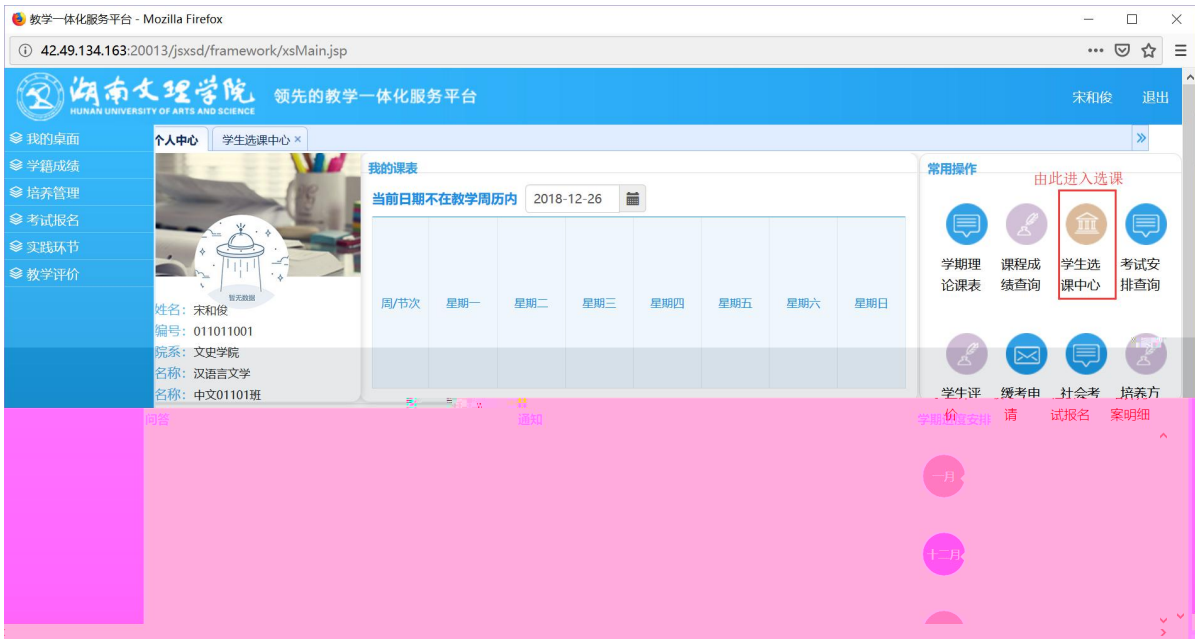 教学一体化服务平台 - Mozilla Firefox
42.49.134.163:20013/jsxsd/framework/xsMain.jsp
湖南文理学院
HUNAN UNIVERSITY OF ARTS AND SCIENCE
领先的教学一体化服务平台
宋和俊 退出
我的桌面
学籍成绩
培养管理
考试报名
实践环节
教学评价
个人中心 学生选课中心
暂无数据
姓名: 宋和俊
编号: 011011001
院系: 文史学院
名称: 汉语言文学
名称: 中文01101班
我的课表
当前日期不在教学周历内 2018-12-26
周/节次 星期一 星期二 星期三 星期四 星期五 星期六 星期日
常用操作
由此进入选课
学期理论课表
课程成绩查询
学生选课中心
考试安排查询
学生评价
缓考申请
社会考试报名
培养方案明细
问答
通知
学期进度安排
一月
十二月